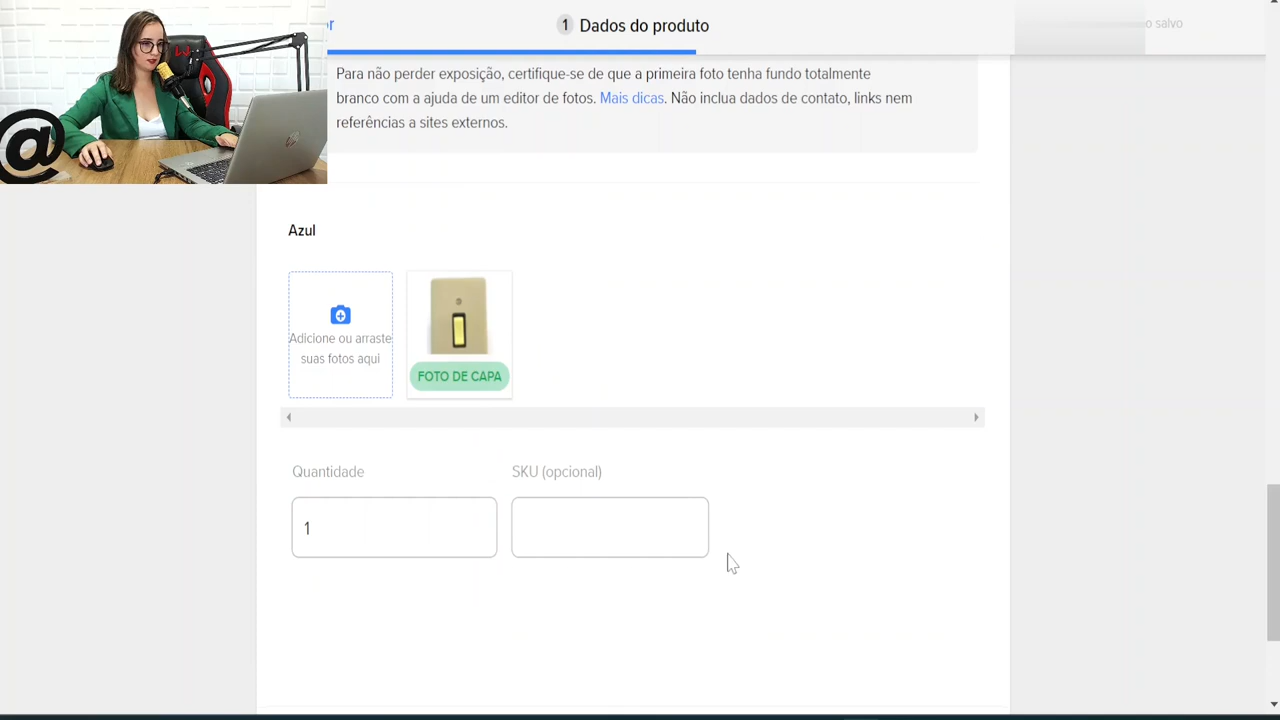 1 Dados do produto
o salvo
Para não perder exposição, certifique-se de que a primeira foto tenha fundo totalmente
branco com a ajuda de um editor de fotos. Mais dicas. Não inclua dados de contato, links nem
referências a sites externos.
@
Azul
Adicione ou arraste
suas fotos aqui
FOTO DE CAPA
Quantidade
SKU (opcional)
1